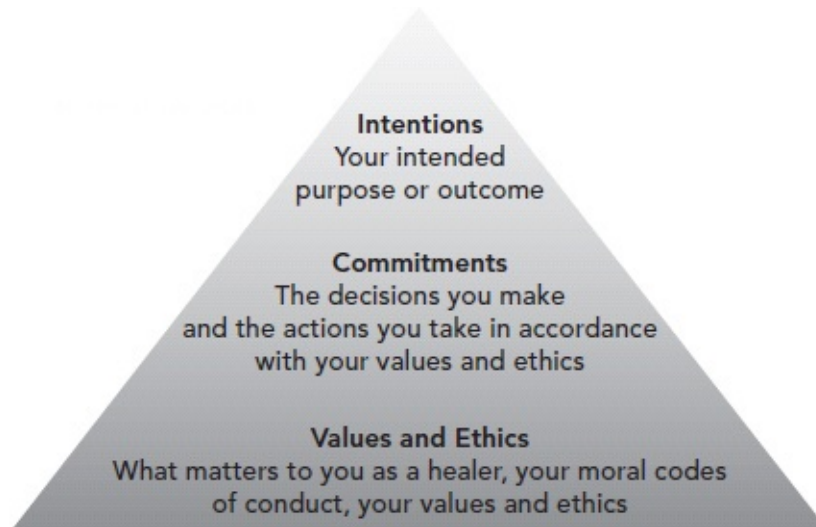 Intentions
Your intended
purpose or outcome
Commitments
The decisions you make
and the actions you take in accordance
with your values and ethics
Values and Ethics
What matters to you as a healer, your moral codes
of conduct, your values and ethics